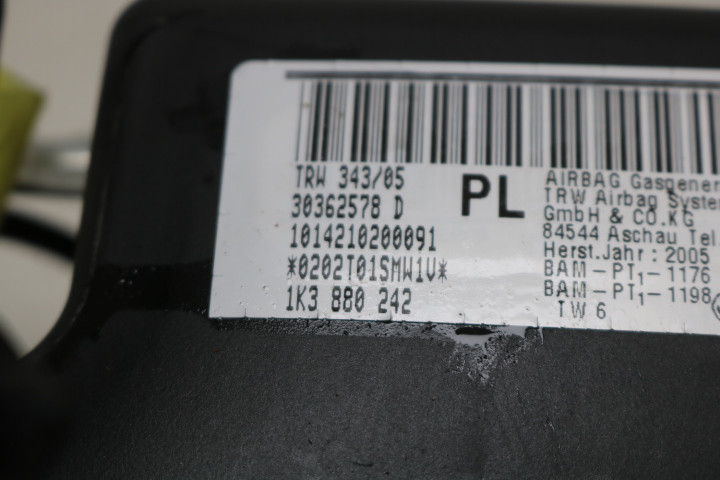 TRW 343/05
30362578 D
1014210200091
*0202T01SMW1V*
1K3 880 242
PL
AIRBAG Gasgener
TRW Airbag System
GmbH & CO.KG
84544 Aschau Tel
Herst.Jahr : 2005
BAM-PT1-1176
BAM-PT1-1198
TW 6